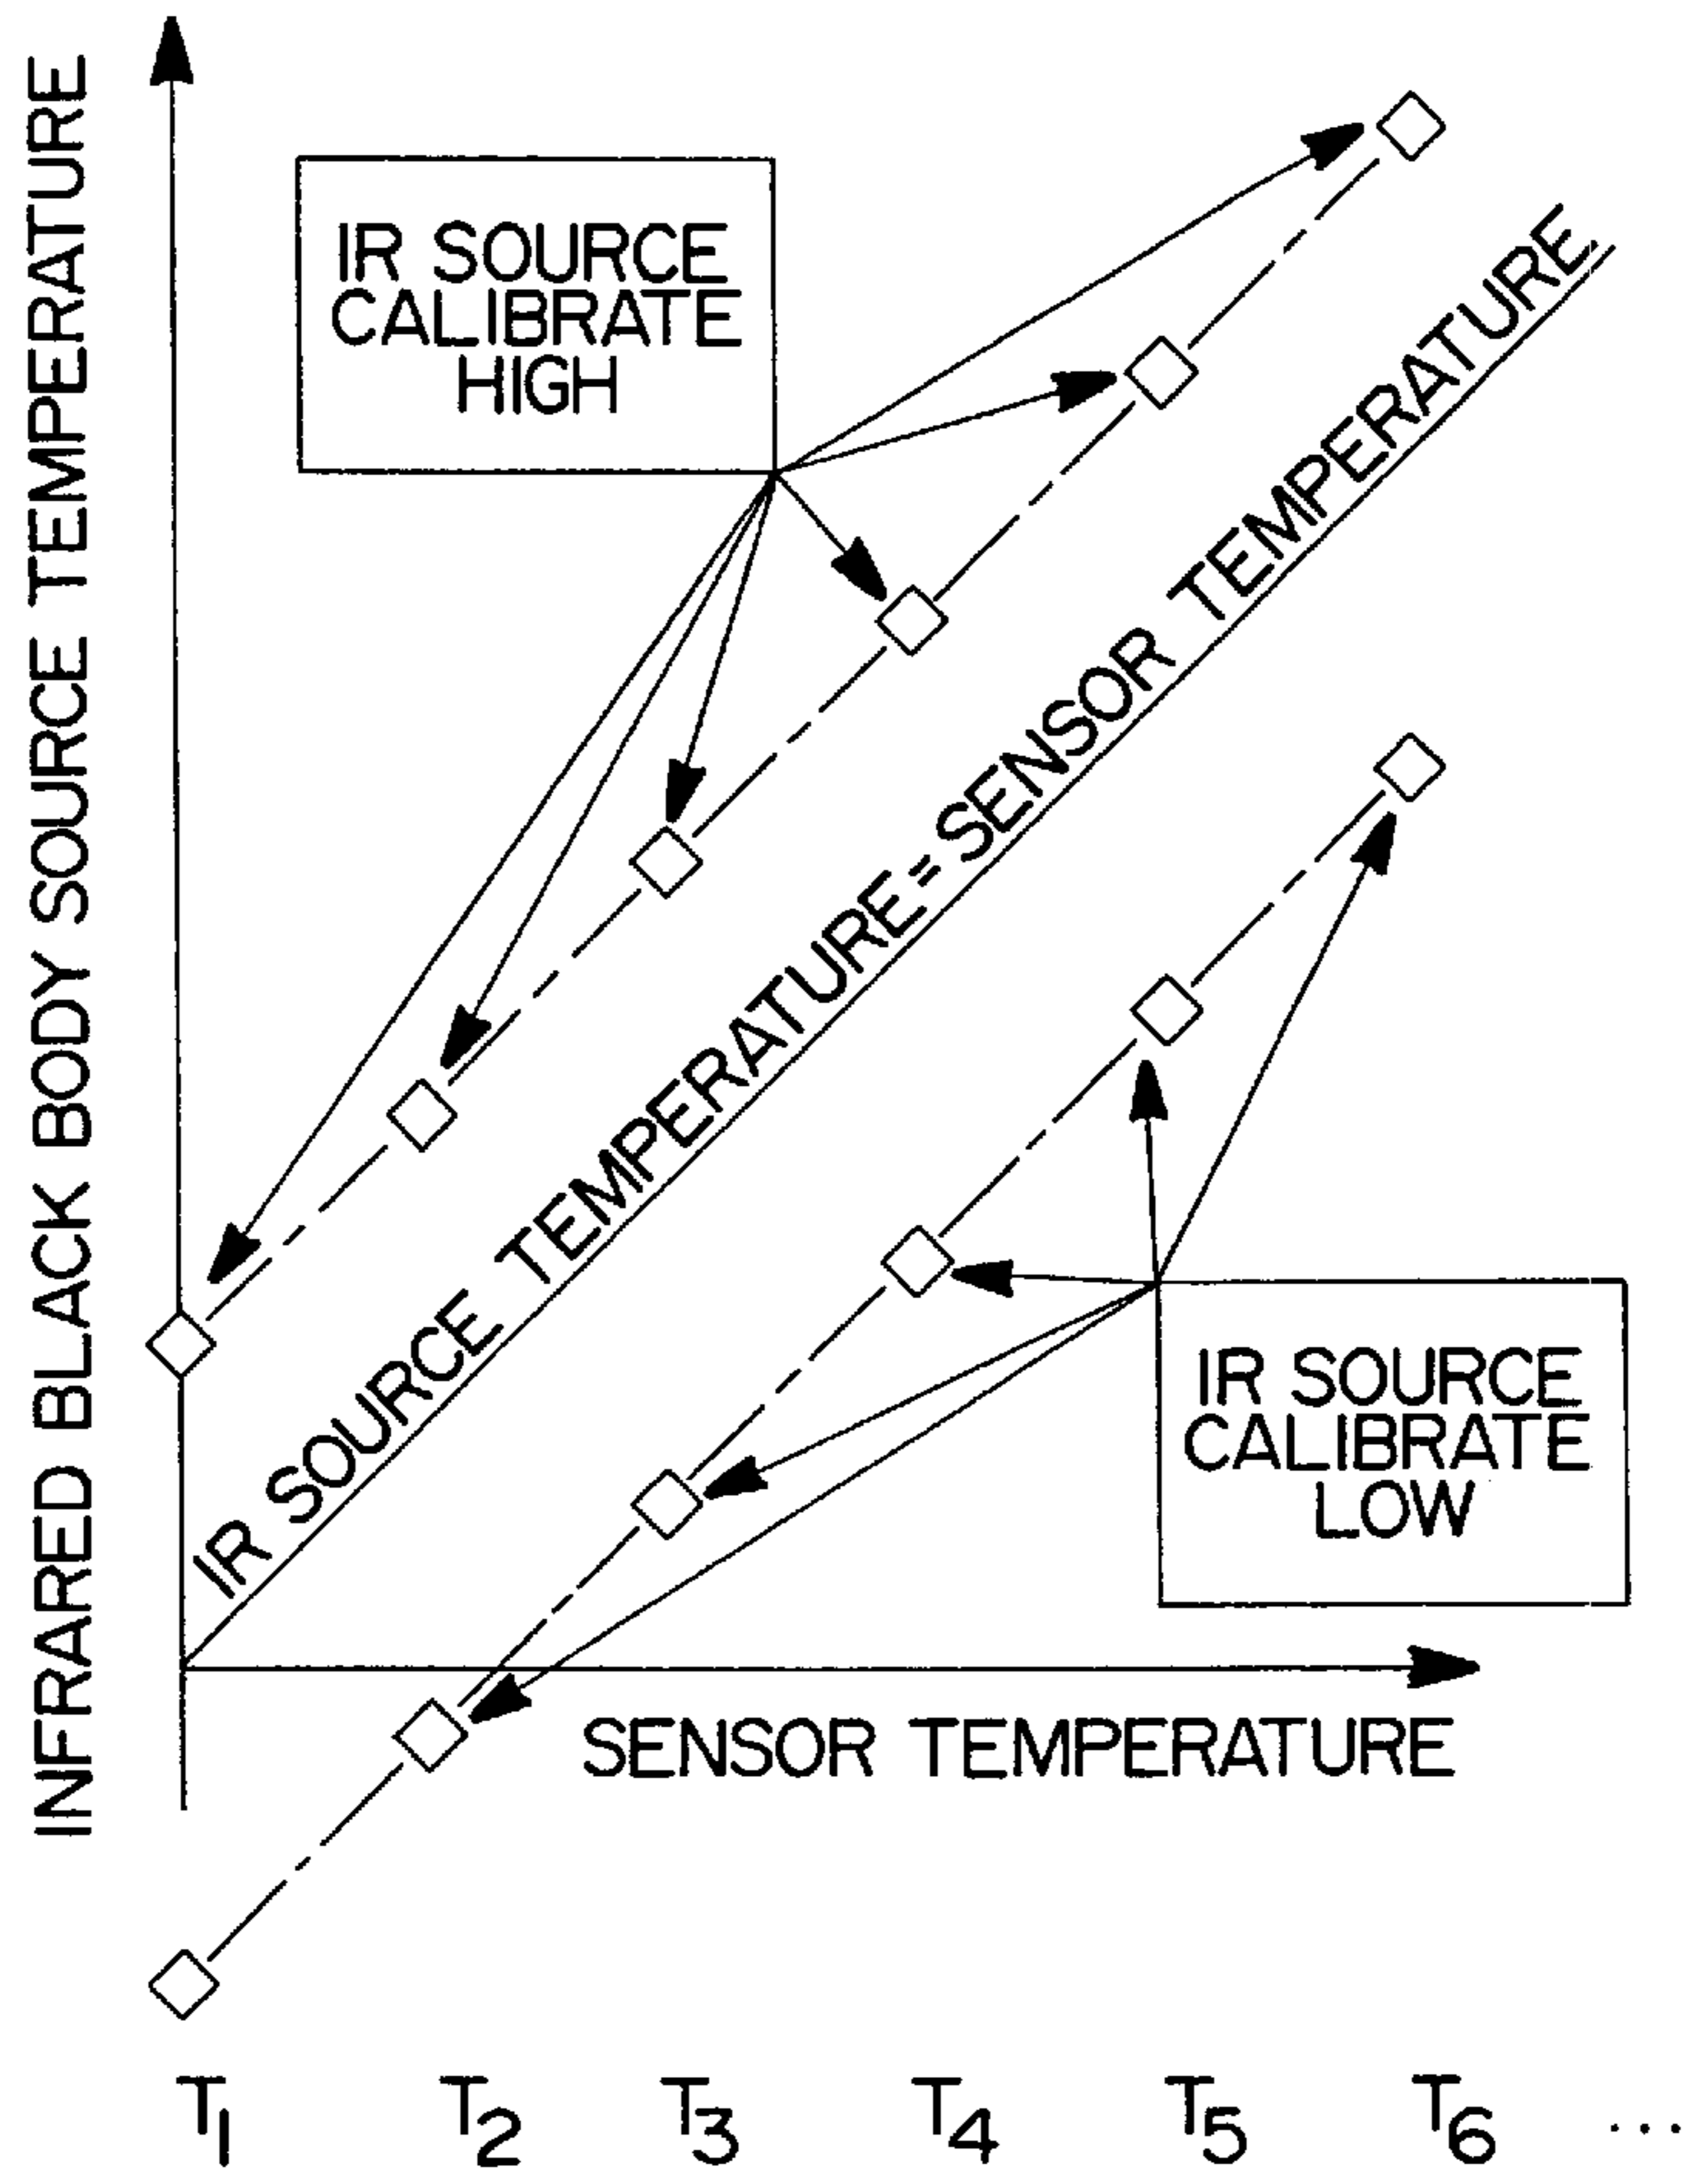 INFRARED BLACK BODY SOURCE TEMPERATURE
IR SOURCE
CALIBRATE
HIGH
IR SOURCE TEMPERATURE = SENSOR TEMPERATURE
IR SOURCE
CALIBRATE
LOW
SENSOR TEMPERATURE
T1 T2 T3 T4 T5 T6 ...